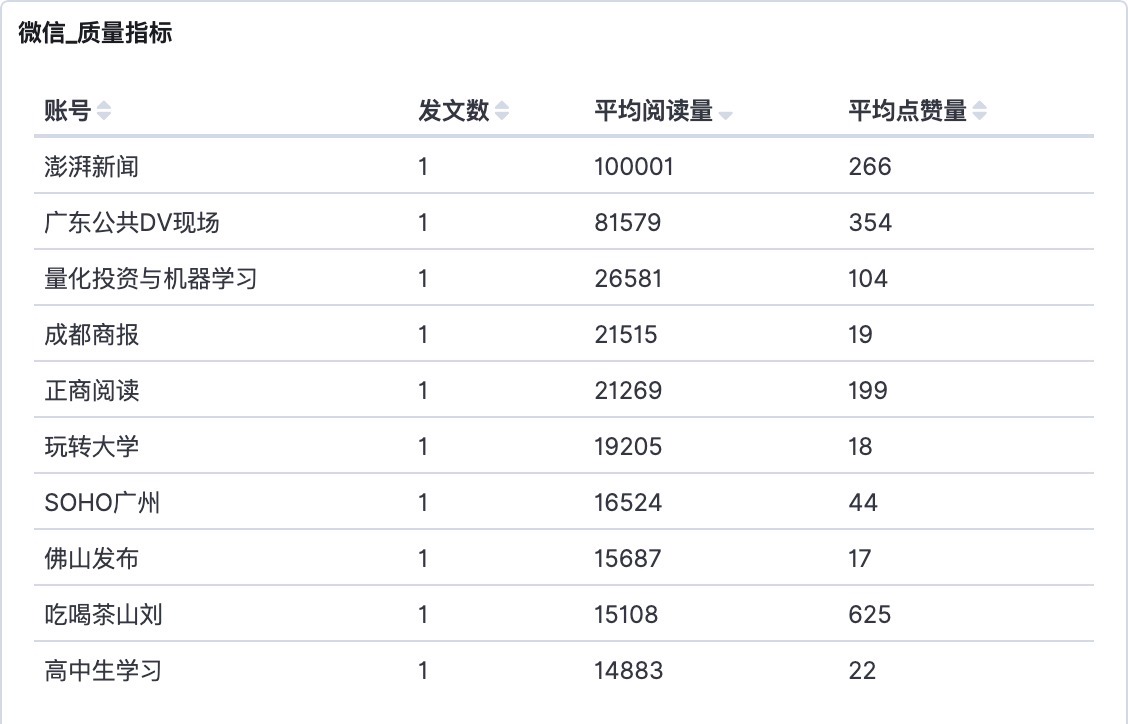 微信_质量指标
账号 发文数 平均阅读量 平均点赞量
澎湃新闻 1 100001 266
广东公共DV现场 1 81579 354
量化投资与机器学习 1 26581 104
成都商报 1 21515 19
正商阅读 1 21269 199
玩转大学 1 19205 18
SOHO广州 1 16524 44
佛山发布 1 15687 17
吃喝茶山刘 1 15108 625
高中生学习 1 14883 22